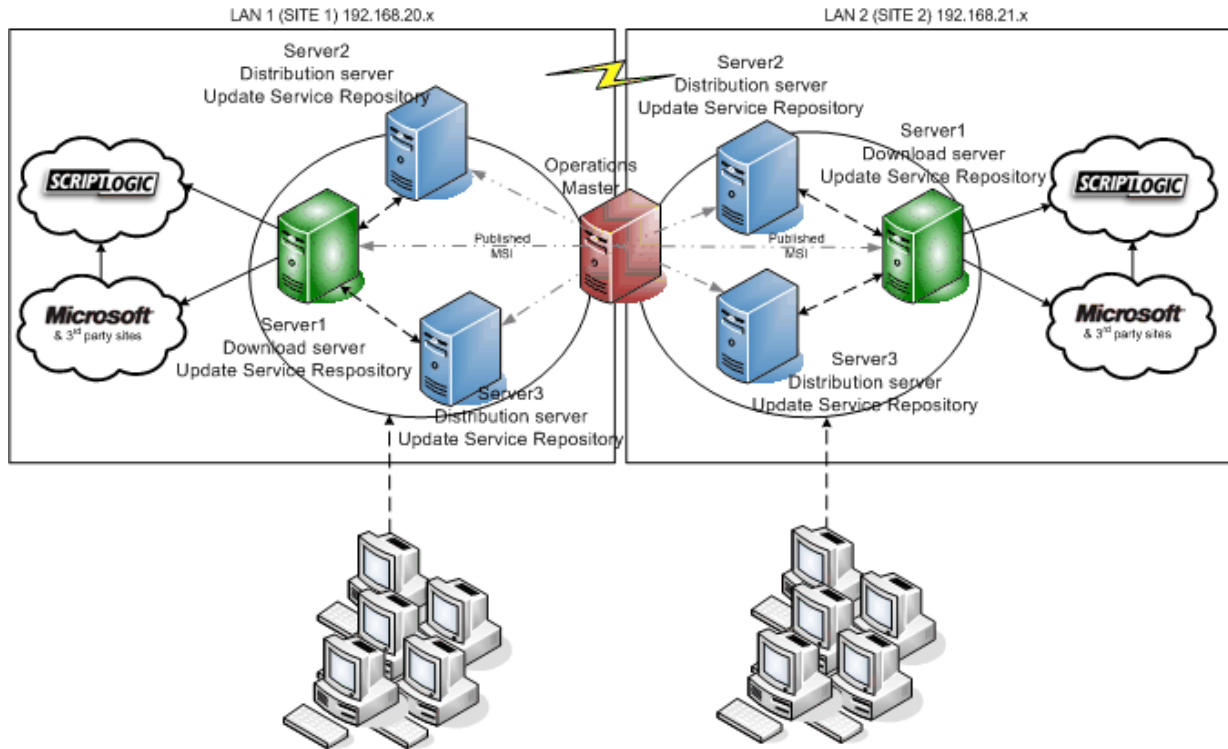 LAN 1 (SITE 1) 192.168.20.x
LAN 2 (SITE 2) 192.168.21.x
Server2
Distribution server
Update Service Repository
SCRIPTLOGIC
Microsoft
& 3rd party sites
Server1
Download server
Update Service Respository
Server3
Distribution server
Update Service Repository
Operations
Master
Published
MSI
Server2
Distribution server
Update Service Repository
Published
MSI
Server1
Download server
Update Service Repository
Server3
Distribution server
Update Service Repository
SCRIPTLOGIC
Microsoft
& 3rd party sites